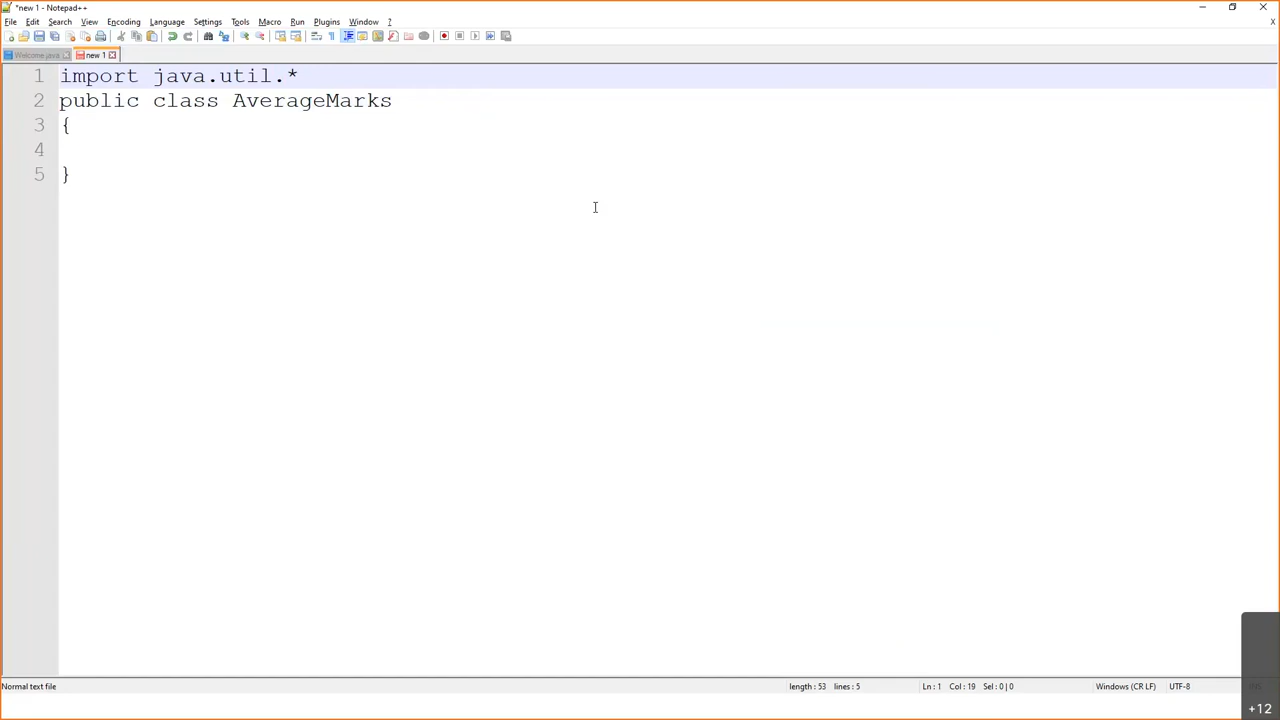 *new 1 - Notepad++
File Edit Search View Encoding Language Settings Tools Macro Run Plugins Window ?
X
Welcome.java new 1
1 import java.util.*
2 public class AverageMarks
3 {
4
5 }
Normal text file length : 53 lines : 5 Ln : 1 Col : 19 Sel : 0 | 0 Windows (CR LF) UTF-8
+12